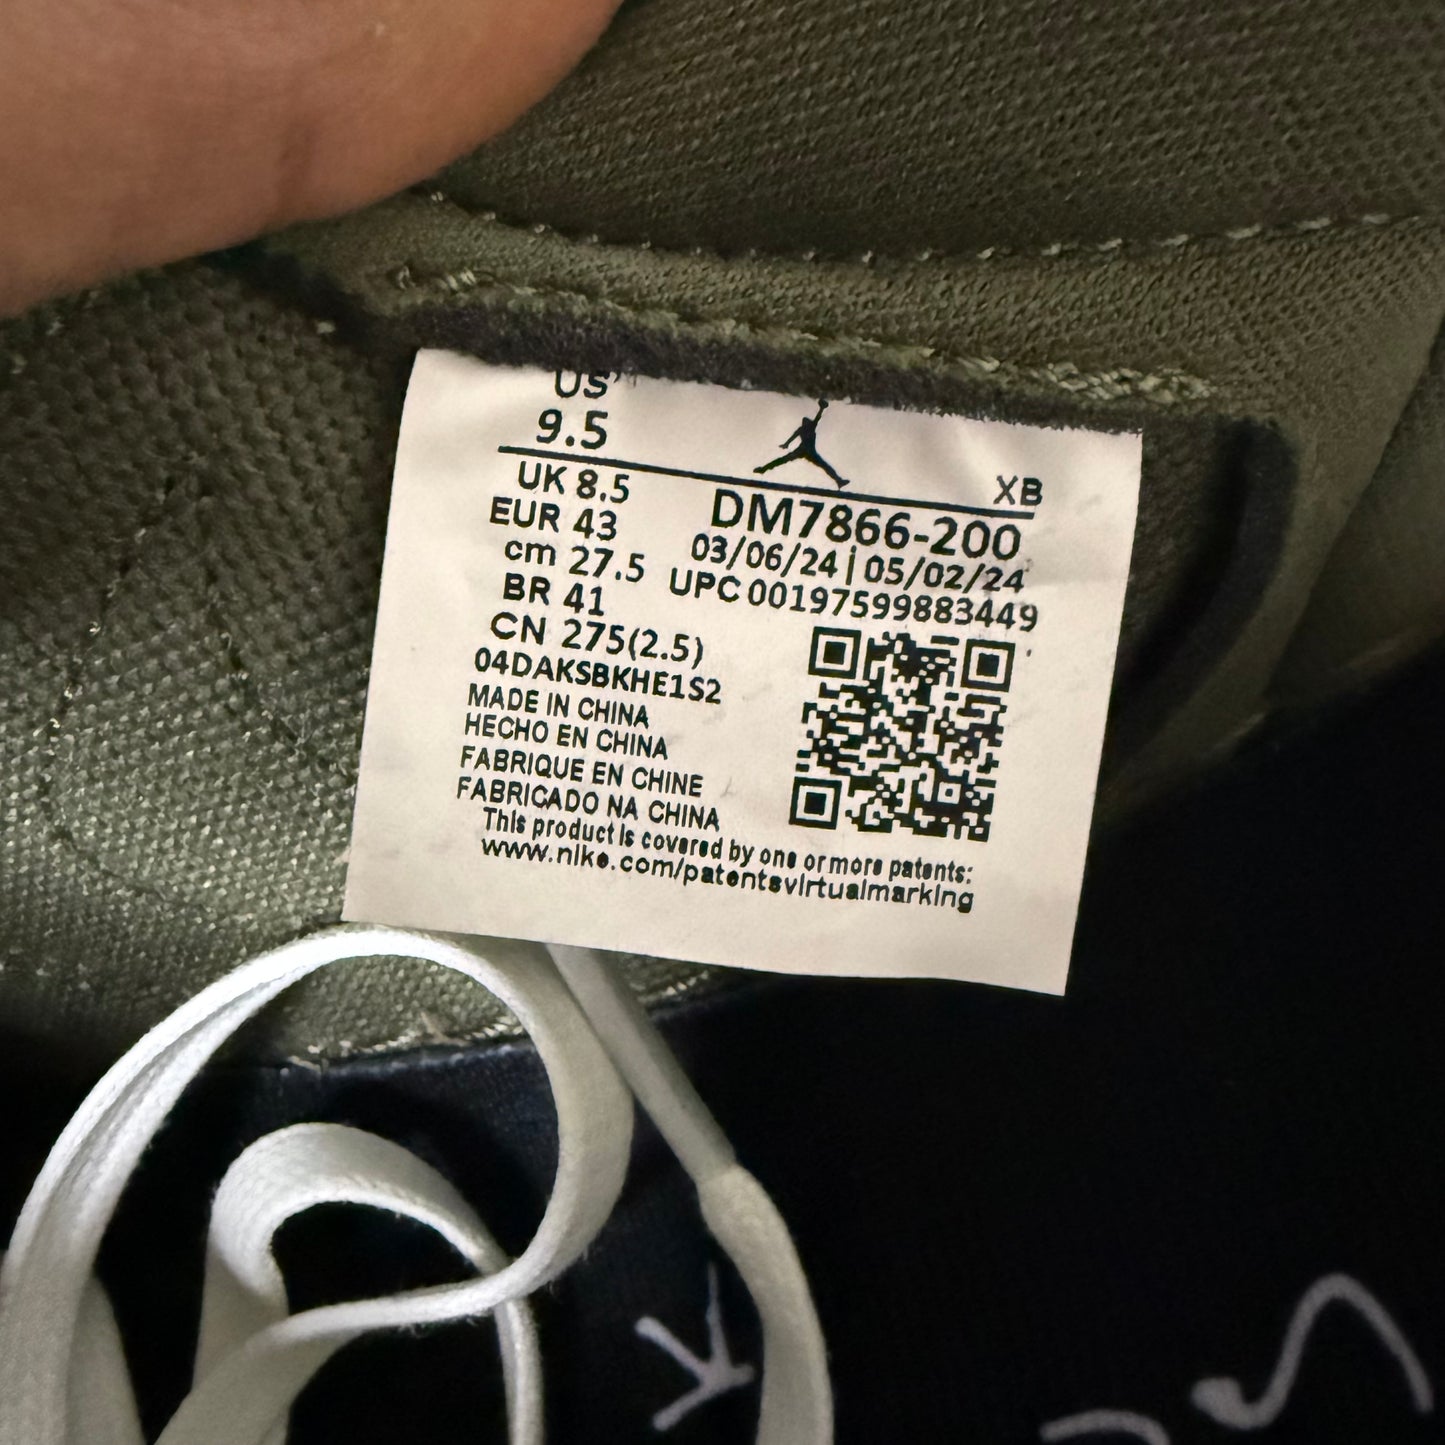 US
9.5
XB
UK 8.5
DM7866-200
EUR 43
03/06/24 | 05/02/24
cm 27.5
UPC 00197599883449
BR 41
CN 275(2.5)
04DAKSBKHE1S2
MADE IN CHINA
HECHO EN CHINA
FABRIQUE EN CHINE
FABRICADO NA CHINA
This product is covered by one or more patents:
www.nike.com/patentsvirtualmarking